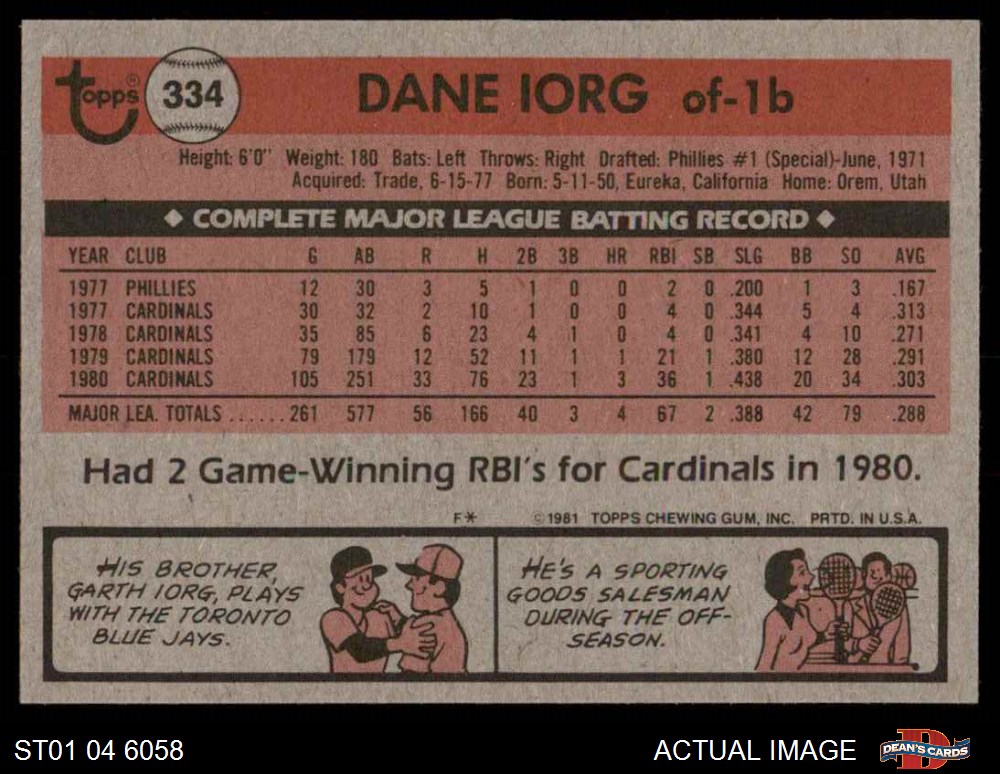 topps® 334 DANE IORG of-1b
Height: 6'0" Weight: 180 Bats: Left Throws: Right Drafted: Phillies #1 (Special)-June, 1971
Acquired: Trade, 6-15-77 Born: 5-11-50, Eureka, California Home: Orem, Utah
◆ COMPLETE MAJOR LEAGUE BATTING RECORD ◆
YEAR CLUB G AB R H 2B 3B HR RBI SB SLG BB SO AVG
1977 PHILLIES 12 30 3 5 1 0 0 2 0 .200 1 3 .167
1977 CARDINALS 30 32 2 10 1 0 0 4 0 .344 5 4 .313
1978 CARDINALS 35 85 6 23 4 1 0 4 0 .341 4 10 .271
1979 CARDINALS 79 179 12 52 11 1 1 21 1 .380 12 28 .291
1980 CARDINALS 105 251 33 76 23 1 3 36 1 .438 20 34 .303
MAJOR LEA. TOTALS ...... 261 577 56 166 40 3 4 67 2 .388 42 79 .288
Had 2 Game-Winning RBI's for Cardinals in 1980.
F* ©1981 TOPPS CHEWING GUM, INC. PRTD. IN U.S.A.
HIS BROTHER,
GARTH IORG, PLAYS
WITH THE TORONTO
BLUE JAYS.
HE'S A SPORTING
GOODS SALESMAN
DURING THE OFF-
SEASON.
ST01 04 6058 ACTUAL IMAGE DEAN'S CARDS